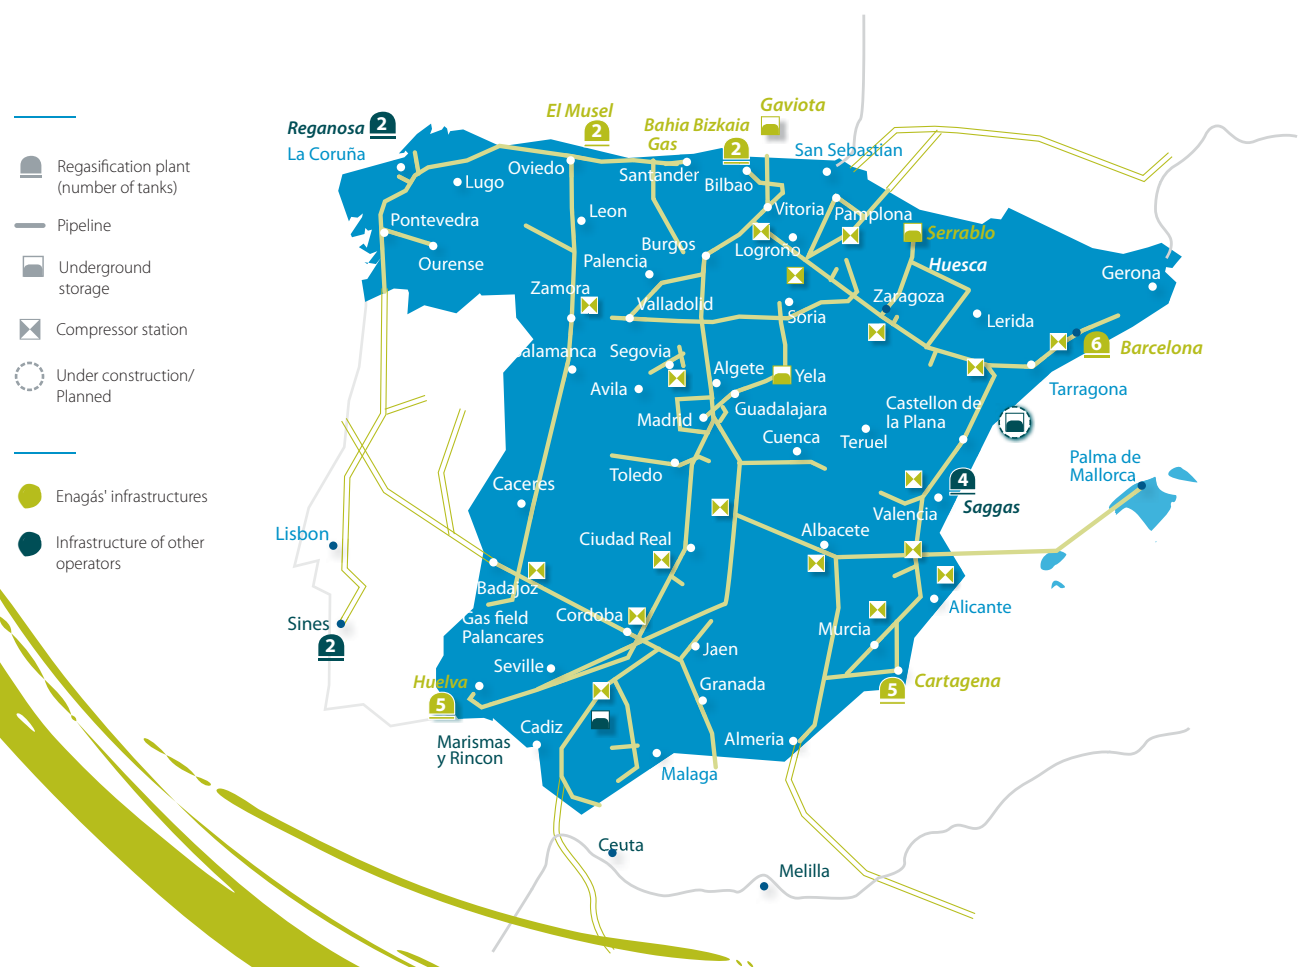 Regasification plant
(number of tanks)
Pipeline
Underground
storage
Compressor station
Under construction/
Planned
Enagás' infrastructures
Infrastructure of other
operators
Reganosa
2
La Coruña
El Musel
2
Bahia Bizkaia
Gas
2
Gaviota
San Sebastian
Oviedo
Santander
Bilbao
Lugo
Leon
Vitoria
Pamplona
Pontevedra
Ourense
Burgos
Logroño
Serrablo
Huesca
Palencia
Gerona
Zamora
Valladolid
Zaragoza
Soria
Lerida
6
Barcelona
alamanca
Segovia
Algete
Yela
Avila
Tarragona
Guadalajara
Castellon de
la Plana
Madrid
Cuenca
Teruel
Palma de
Mallorca
Toledo
Caceres
4
Saggas
Valencia
Lisbon
Ciudad Real
Albacete
Badajoz
Alicante
Sines
2
Gas field
Palancares
Cordoba
Murcia
Jaen
Seville
Huelva
5
Granada
5
Cartagena
Cadiz
Marismas
y Rincon
Almeria
Malaga
Ceuta
Melilla